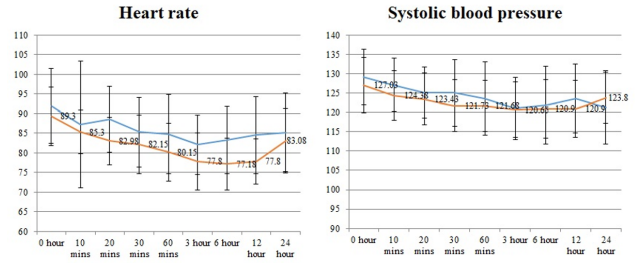 Heart rate
110
105
100
95
90
85
80
75
70
65
60
89.3
85.3
82.98
82.15
80.15
77.8
77.18
77.8
83.08
0 hour
10 mins
20 mins
30 mins
60 mins
3 hour
6 hour
12 hour
24 hour
Systolic blood pressure
140
135
130
125
120
115
110
105
100
95
90
127.03
124.38
123.43
121.73
121.68
120.65
120.9
120.9
123.8
0 hour
10 mins
20 mins
30 mins
60 mins
3 hour
6 hour
12 hour
24 hour